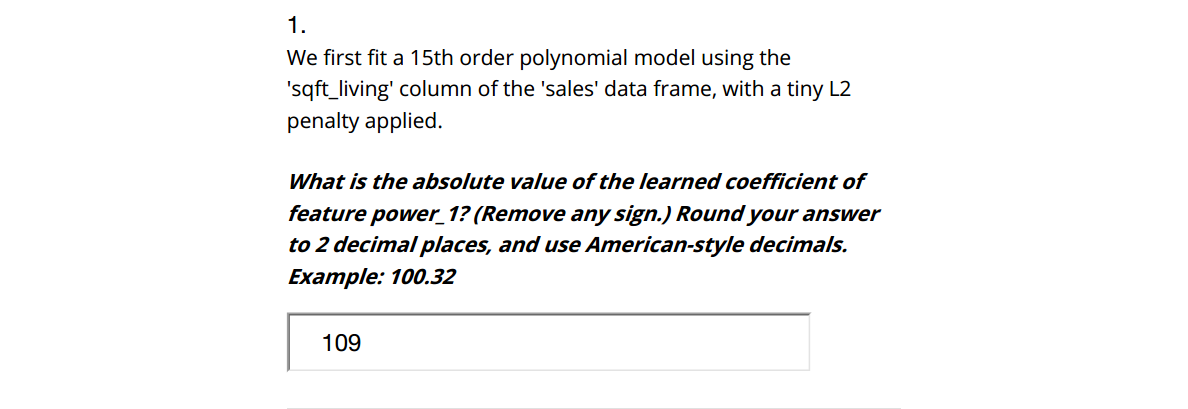 1.
We first fit a 15th order polynomial model using the
'sqft_living' column of the 'sales' data frame, with a tiny L2
penalty applied.
What is the absolute value of the learned coefficient of
feature power_1? (Remove any sign.) Round your answer
to 2 decimal places, and use American-style decimals.
Example: 100.32
109